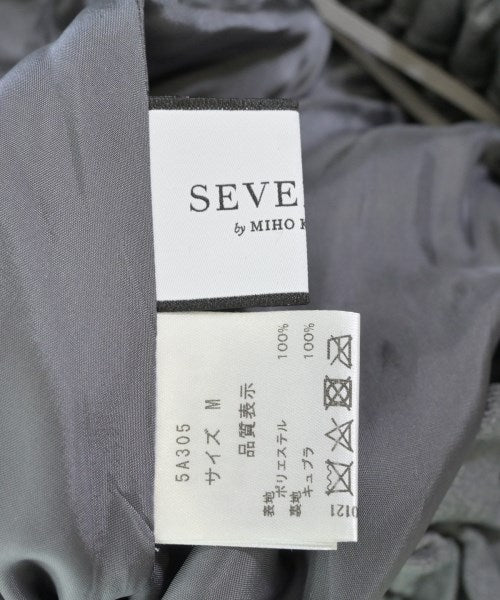 SEVE
by MIHO K
5A305
サイズ M
品質表示
表地 ポリエステル 100%
裏地 キュプラ 100%
0121